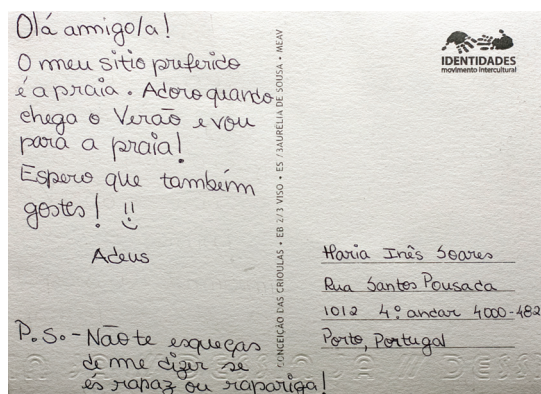 Olá amigo/a!
O meu sitio preferido
é a praia. Adoro quando
chega o Verão e vou
para a praia!
Espero que também
gostes! !!
Adeus
P.S. - Não te esqueças
de me dizer se
és rapaz ou rapariga!
CONCEIÇÃO DAS CRIOULAS • EB 2/3 VISO • ES /3AURÉLIA DE SOUSA • MEAV
IDENTIDADES
movimento intercultural
Maria Inês Soares
Rua Santos Pousada
1012 4.º andar 4000-482
Porto, Portugal